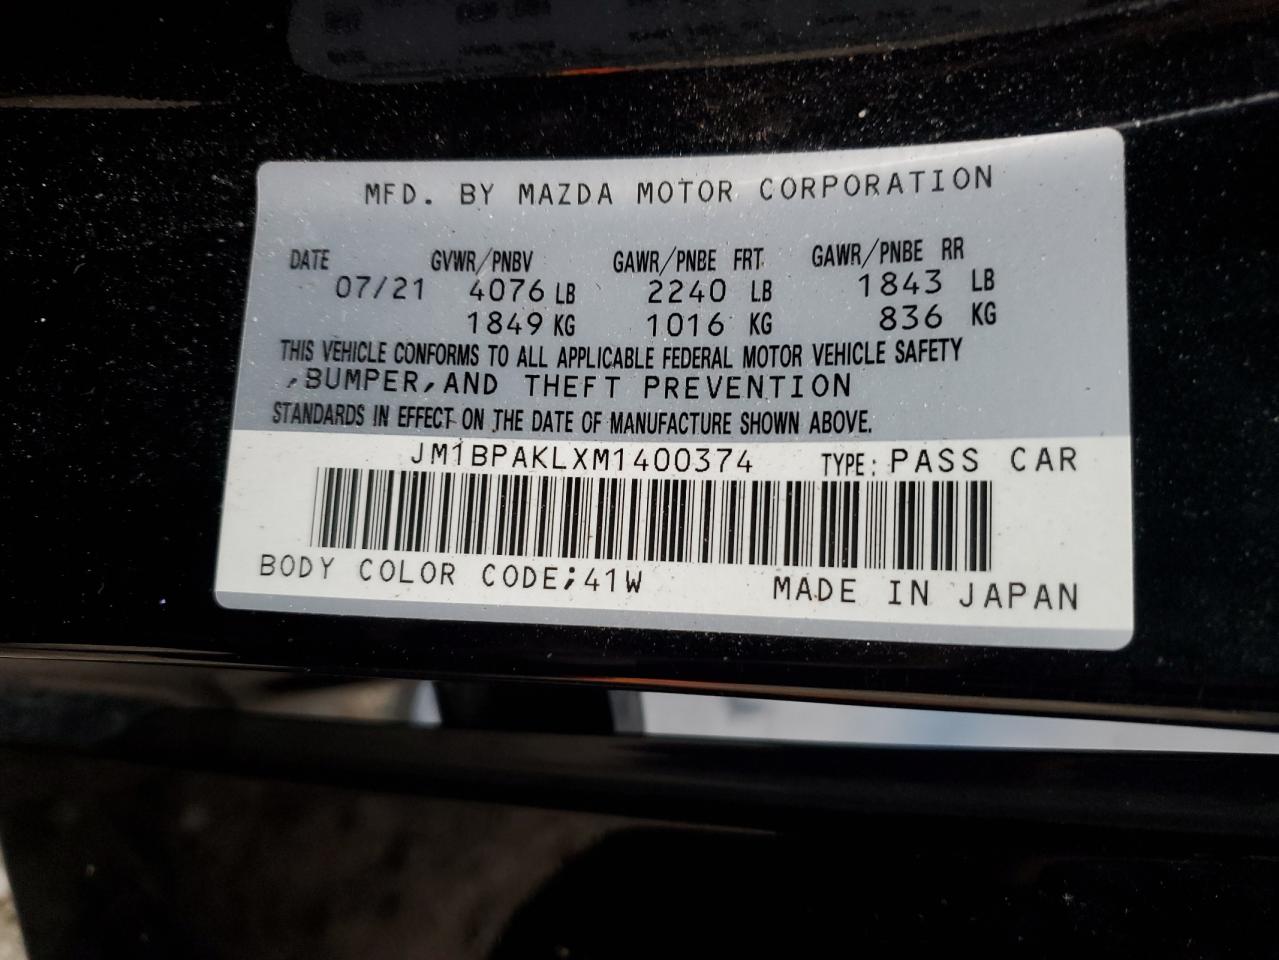 MFD. BY MAZDA MOTOR CORPORATION
DATE GVWR/PNBV GAWR/PNBE FRT GAWR/PNBE RR
07/21 4076 LB 2240 LB 1843 LB
1849 KG 1016 KG 836 KG
THIS VEHICLE CONFORMS TO ALL APPLICABLE FEDERAL MOTOR VEHICLE SAFETY
,BUMPER,AND THEFT PREVENTION
STANDARDS IN EFFECT ON THE DATE OF MANUFACTURE SHOWN ABOVE.
JM1BPAKLXM1400374 TYPE: PASS CAR
BODY COLOR CODE;41W MADE IN JAPAN